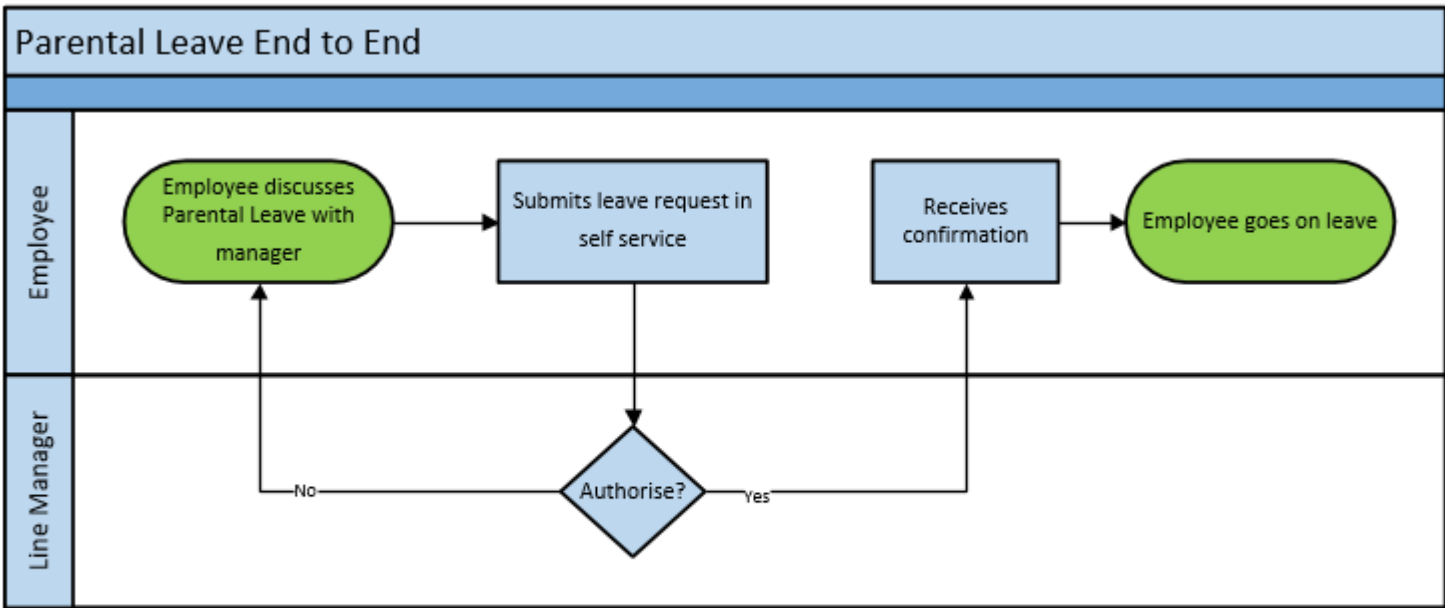 Parental Leave End to End
Employee
Employee discusses
Parental Leave with
manager
Submits leave request in
self service
Receives
confirmation
Employee goes on leave
Line Manager
No
Authorise?
Yes